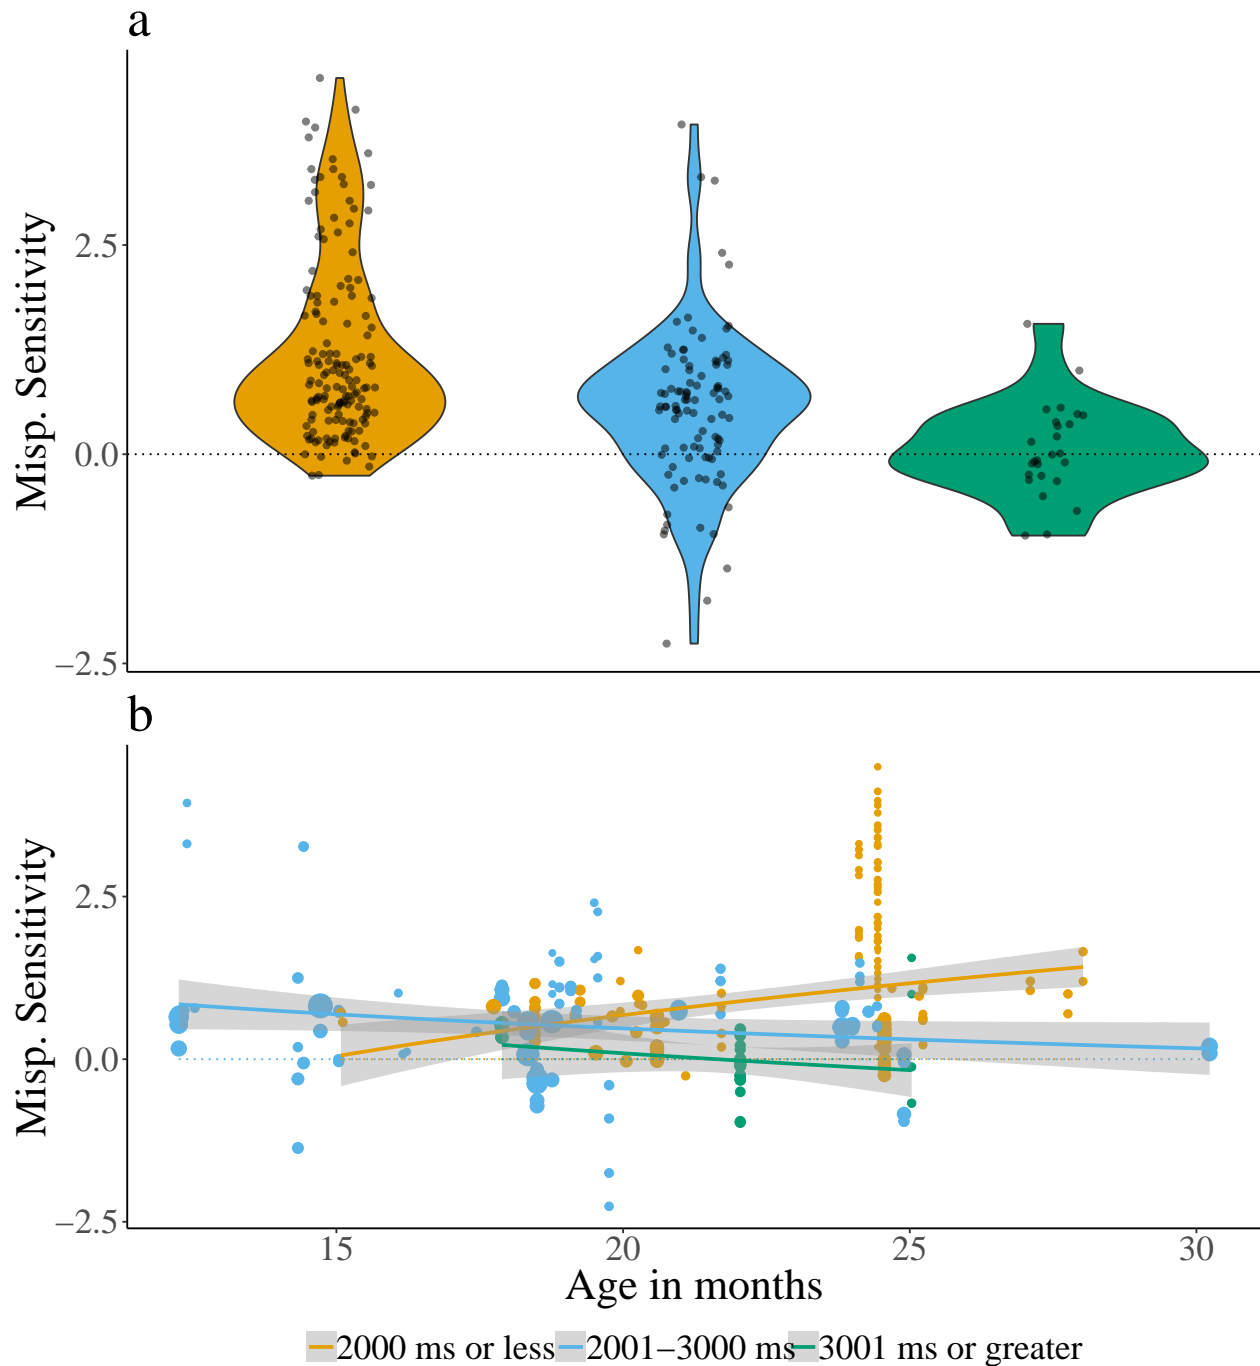 a
Misp. Sensitivity
2.5
0.0
−2.5
b
Misp. Sensitivity
2.5
0.0
−2.5
15 20 25 30
Age in months
2000 ms or less 2001−3000 ms 3001 ms or greater